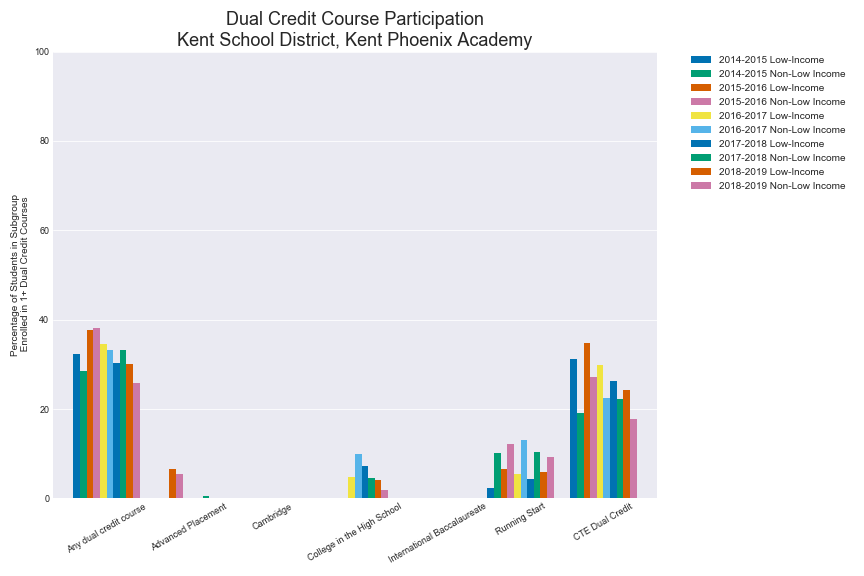 Dual Credit Course Participation
Kent School District, Kent Phoenix Academy
Percentage of Students in Subgroup
Enrolled in 1+ Dual Credit Courses
100
80
60
40
20
0
Any dual credit course
Advanced Placement
Cambridge
College in the High School
International Baccalaureate
Running Start
CTE Dual Credit
2014-2015 Low-Income
2014-2015 Non-Low Income
2015-2016 Low-Income
2015-2016 Non-Low Income
2016-2017 Low-Income
2016-2017 Non-Low Income
2017-2018 Low-Income
2017-2018 Non-Low Income
2018-2019 Low-Income
2018-2019 Non-Low Income